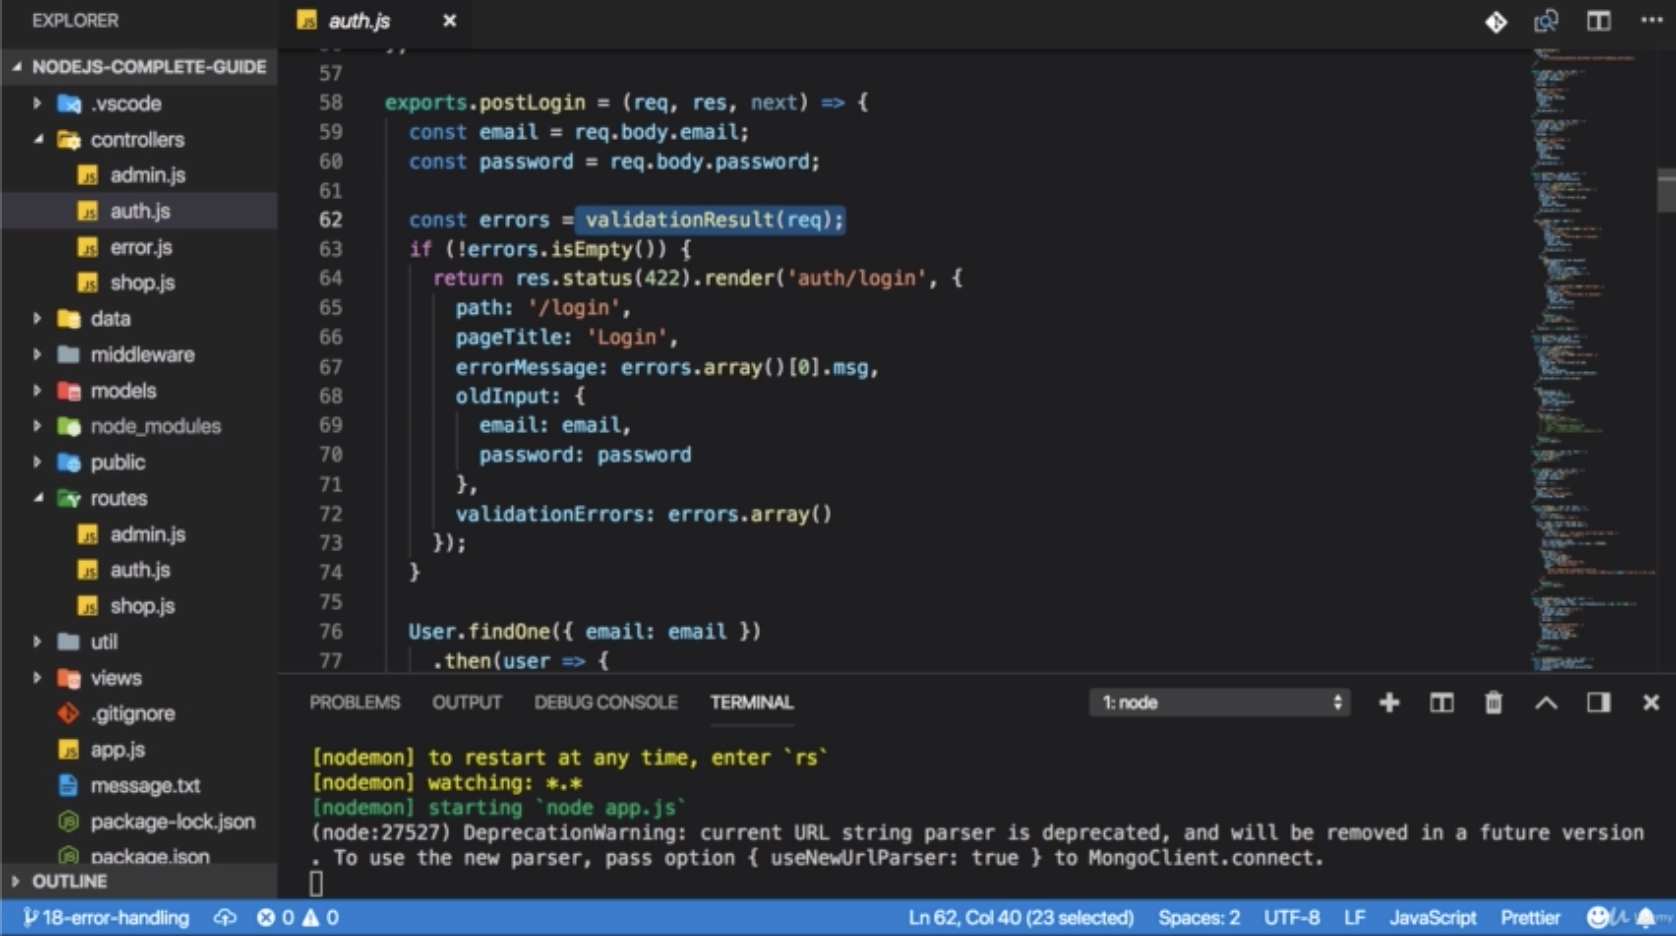 EXPLORER
auth.js
NODEJS-COMPLETE-GUIDE
.vscode
controllers
admin.js
auth.js
error.js
shop.js
data
middleware
models
node_modules
public
routes
admin.js
auth.js
shop.js
util
views
.gitignore
app.js
message.txt
package-lock.json
package.json
OUTLINE
57
58 exports.postLogin = (req, res, next) => {
59 const email = req.body.email;
60 const password = req.body.password;
61
62 const errors = validationResult(req);
63 if (!errors.isEmpty()) {
64 return res.status(422).render('auth/login', {
65 path: '/login',
66 pageTitle: 'Login',
67 errorMessage: errors.array()[0].msg,
68 oldInput: {
69 email: email,
70 password: password
71 },
72 validationErrors: errors.array()
73 });
74 }
75
76 User.findOne({ email: email })
77 .then(user => {
PROBLEMS OUTPUT DEBUG CONSOLE TERMINAL 1: node
[nodemon] to restart at any time, enter `rs`
[nodemon] watching: *.*
[nodemon] starting `node app.js`
(node:27527) DeprecationWarning: current URL string parser is deprecated, and will be removed in a future version
. To use the new parser, pass option { useNewUrlParser: true } to MongoClient.connect.
18-error-handling 0 0 Ln 62, Col 40 (23 selected) Spaces: 2 UTF-8 LF JavaScript Prettier